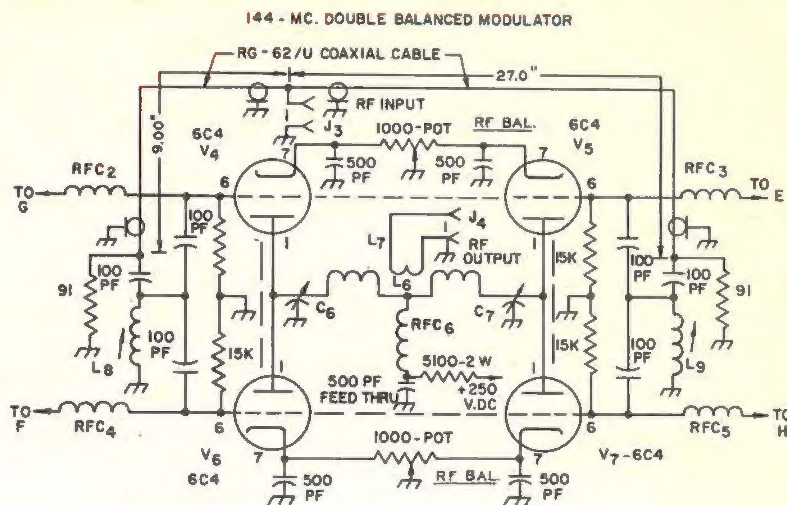 144 - MC. DOUBLE BALANCED MODULATOR
RG - 62/U COAXIAL CABLE
27.0"
9.00"
RF INPUT
J3
6C4
V4
7
1000-POT
RF BAL.
7
6C4
V5
RFC2
500
PF
500
PF
RFC3
TO
G
6
6
TO
E
100
PF
J4
RF
OUTPUT
L7
1
1
15K
100
PF
100
PF
100
PF
91
91
L6
C6
C7
RFC6
100
PF
L8
15K
1
5100-2 W
+250
V.DC
500 PF
FEED THRU
1
15K
100
PF
L9
TO
F
RFC4
6
6
RFC5
TO
H
V6
6C4
7
1000-POT
RF BAL.
7
V7-6C4
500
PF
500
PF